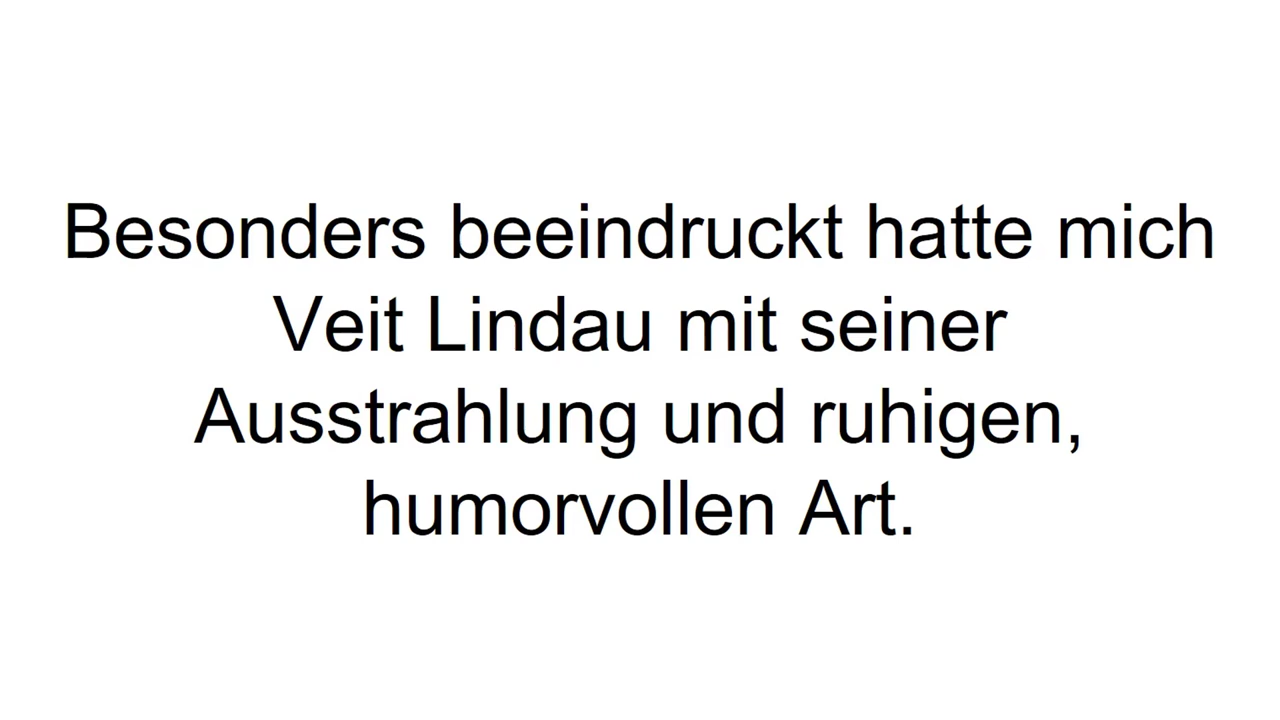 Besonders beeindruckt hatte mich
Veit Lindau mit seiner
Ausstrahlung und ruhigen,
humorvollen Art.